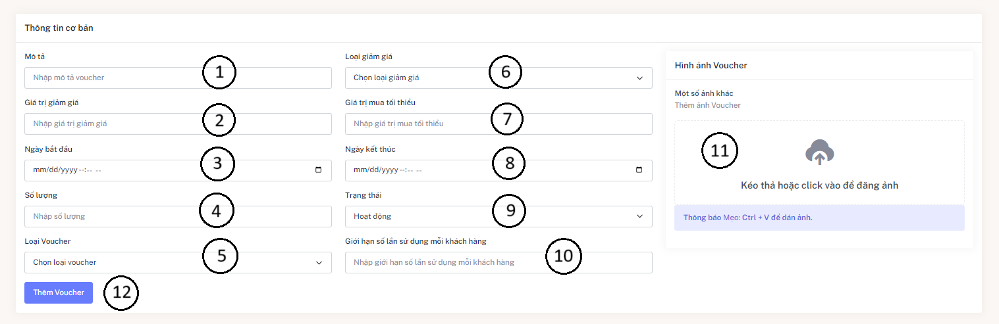 Thông tin cơ bản
Mô tả
1
Nhập mô tả voucher
Loại giảm giá
6
Chọn loại giảm giá
Giá trị giảm giá
2
Nhập giá trị giảm giá
Giá trị mua tối thiểu
7
Nhập giá trị mua tối thiểu
Ngày bắt đầu
3
mm/dd/yyyy --:-- --
Ngày kết thúc
8
mm/dd/yyyy --:-- --
Số lượng
4
Nhập số lượng
Trạng thái
9
Hoạt động
Loại Voucher
5
Chọn loại voucher
Giới hạn số lần sử dụng mỗi khách hàng
10
Nhập giới hạn số lần sử dụng mỗi khách hàng
Thêm Voucher
12
Hình ảnh Voucher
Một số ảnh khác
Thêm ảnh Voucher
11
Kéo thả hoặc click vào để đăng ảnh
Thông báo Mẹo: Ctrl + V để dán ảnh.